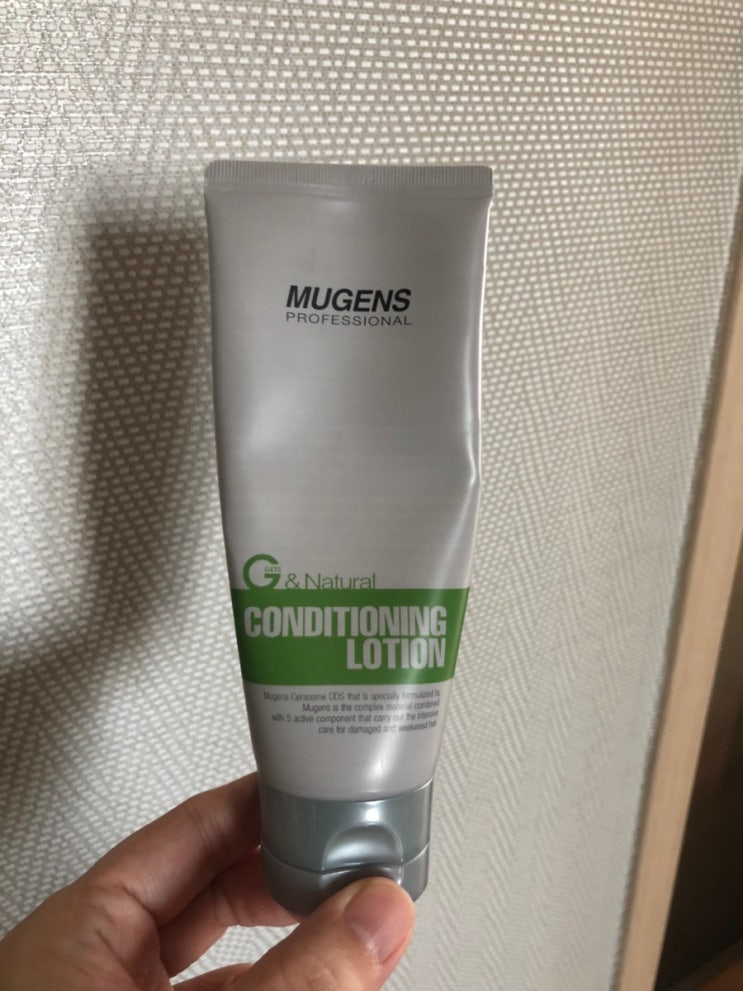 MUGENS
PROFESSIONAL
GEN
G & Natural
CONDITIONING
LOTION
Mugens-Cerasome DDS that is specially formulated by
Mugens is the complex material combined
with 5 active component that carry out the intensive
care for damaged and weakened hair.